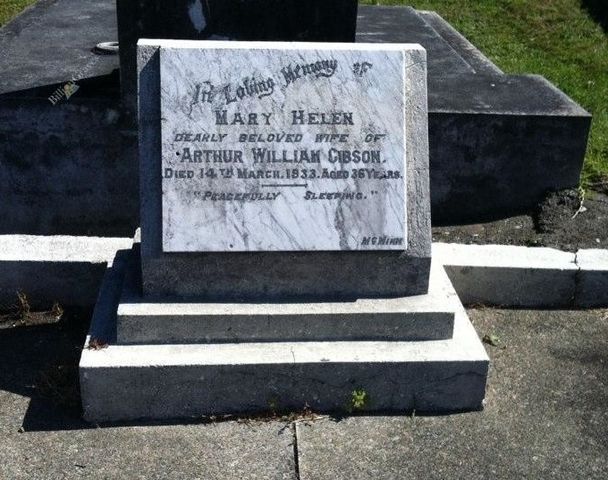 In Loving Memory of
MARY HELEN
DEARLY BELOVED WIFE OF
ARTHUR WILLIAM GIBSON.
DIED 14TH MARCH. 1933. AGED 36 YEARS.
"PEACEFULLY SLEEPING."
MCMINN